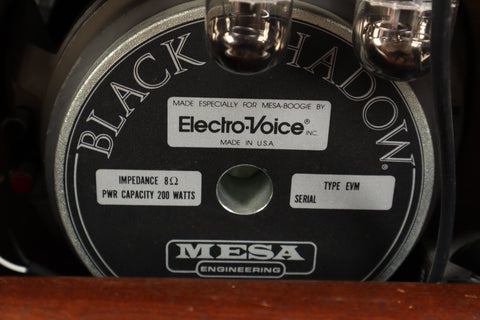 BLACK SHADOW®
MADE ESPECIALLY FOR MESA-BOOGIE BY
Electro-Voice® INC.
MADE IN U.S.A.
IMPEDANCE 8Ω
PWR CAPACITY 200 WATTS
TYPE EVM
SERIAL
MESA
ENGINEERING